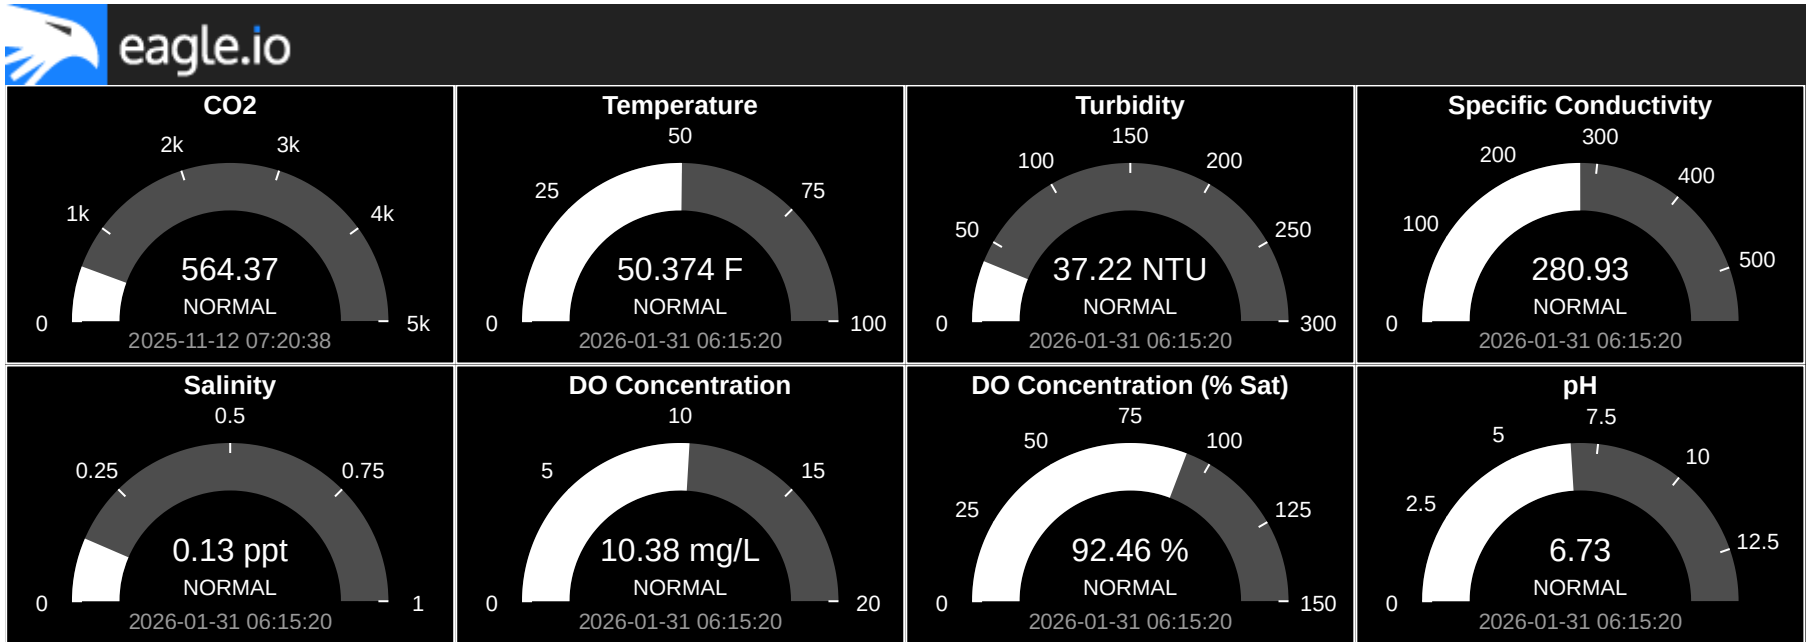 eagle.io
CO2
2k
3k
1k
4k
564.37
NORMAL
0
5k
2025-11-12 07:20:38
Temperature
50
25
75
50.374 F
NORMAL
0
100
2026-01-31 06:15:20
Turbidity
150
100
200
50
250
37.22 NTU
NORMAL
0
300
2026-01-31 06:15:20
Specific Conductivity
300
200
400
100
500
280.93
NORMAL
0
2026-01-31 06:15:20
Salinity
0.5
0.25
0.75
0.13 ppt
NORMAL
0
1
2026-01-31 06:15:20
DO Concentration
10
5
15
10.38 mg/L
NORMAL
0
20
2026-01-31 06:15:20
DO Concentration (% Sat)
75
50
100
25
125
92.46 %
NORMAL
0
150
2026-01-31 06:15:20
pH
7.5
5
10
2.5
12.5
6.73
NORMAL
0
2026-01-31 06:15:20